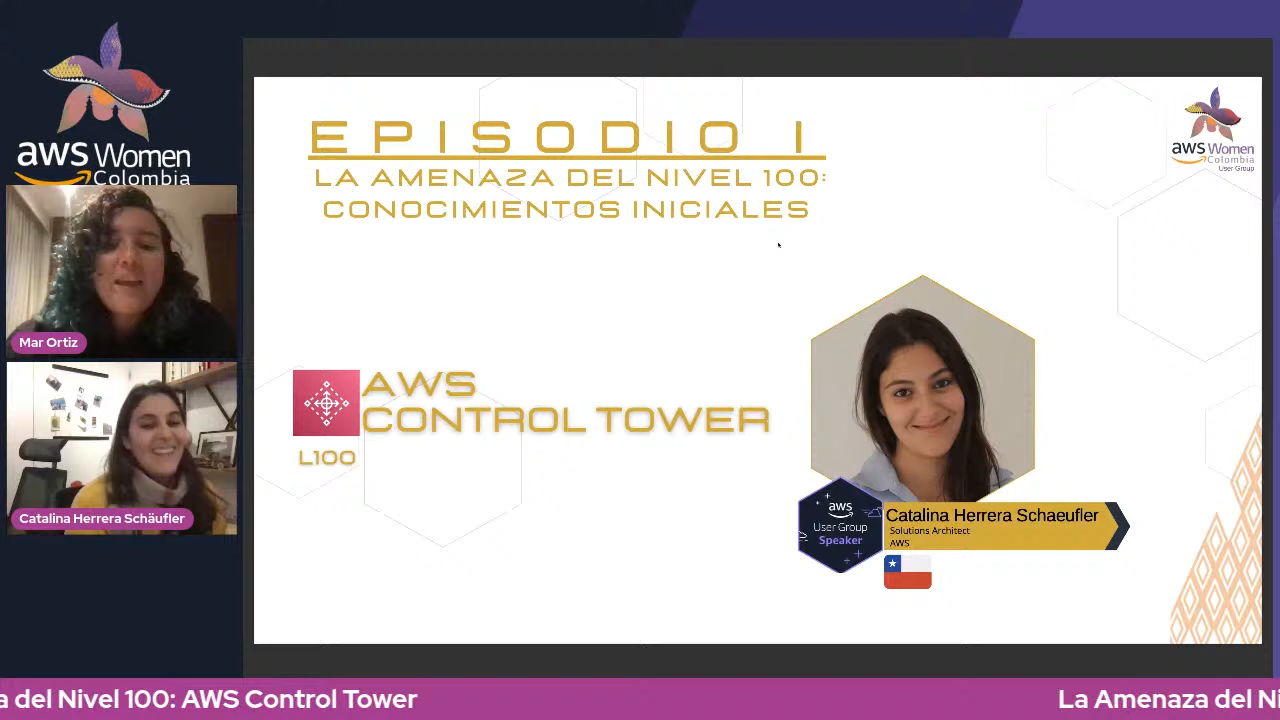 aws Women
Colombia
Mar Ortiz
Catalina Herrera Schäufler
EPISODIO I
LA AMENAZA DEL NIVEL 100:
CONOCIMIENTOS INICIALES
aws Women
Colombia
User Group
AWS
CONTROL TOWER
L100
aws
User Group
Speaker
Catalina Herrera Schaeufler
Solutions Architect
AWS
a del Nivel 100: AWS Control Tower
La Amenaza del Ni